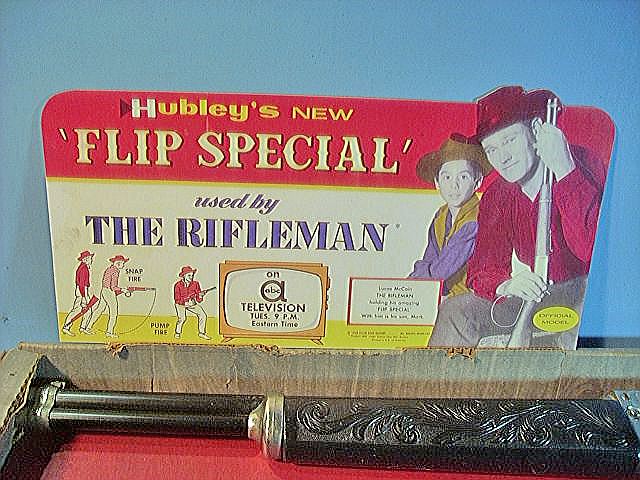 Hubley's NEW
'FLIP SPECIAL'
used by
THE RIFLEMAN
SNAP
FIRE
PUMP
FIRE
on
a
abc
TELEVISION
TUES. 9 P.M.
Eastern Time
Lucas McCain
THE RIFLEMAN
holding his amazing
FLIP SPECIAL
With him is his son, Mark.
OFFICIAL
MODEL